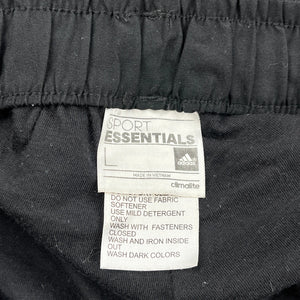 SPORT
ESSENTIALS
L
adidas
MADE IN VIETNAM
climalite
DO NOT USE FABRIC
SOFTENER
USE MILD DETERGENT
ONLY
WASH WITH FASTENERS
CLOSED
WASH AND IRON INSIDE
OUT
WASH DARK COLORS